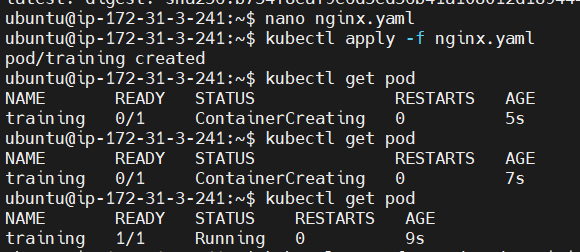 ubuntu@ip-172-31-3-241:~$ nano nginx.yaml
ubuntu@ip-172-31-3-241:~$ kubectl apply -f nginx.yaml
pod/training created
ubuntu@ip-172-31-3-241:~$ kubectl get pod
NAME READY STATUS RESTARTS AGE
training 0/1 ContainerCreating 0 5s
ubuntu@ip-172-31-3-241:~$ kubectl get pod
NAME READY STATUS RESTARTS AGE
training 0/1 ContainerCreating 0 7s
ubuntu@ip-172-31-3-241:~$ kubectl get pod
NAME READY STATUS RESTARTS AGE
training 1/1 Running 0 9s